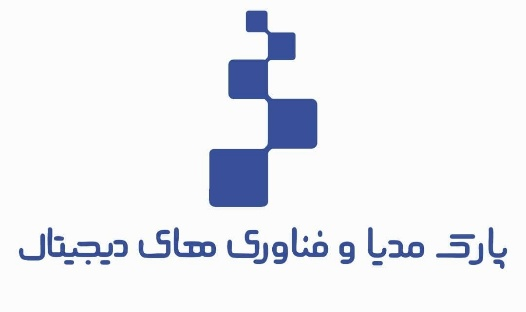 پارک مدیا و فناوری های دیجیتال